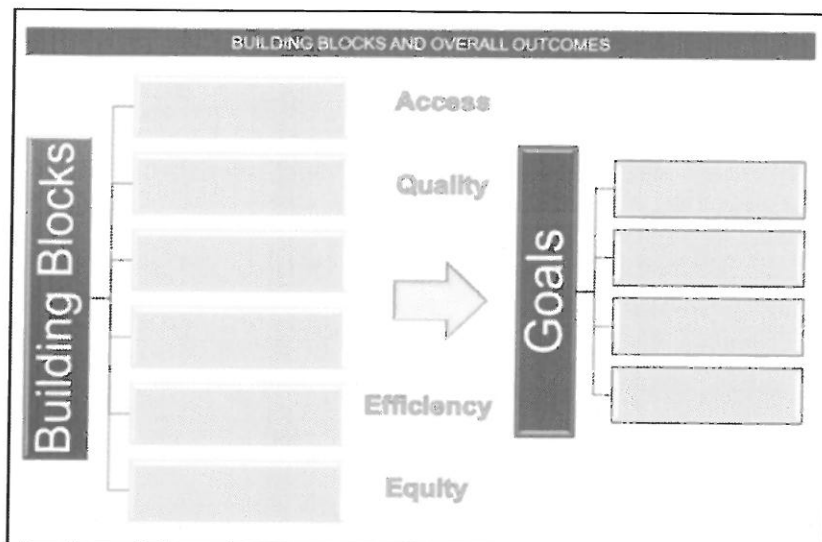 BUILDING BLOCKS AND OVERALL OUTCOMES
Building Blocks
Access
Quality
Efficiency
Equity
Goals